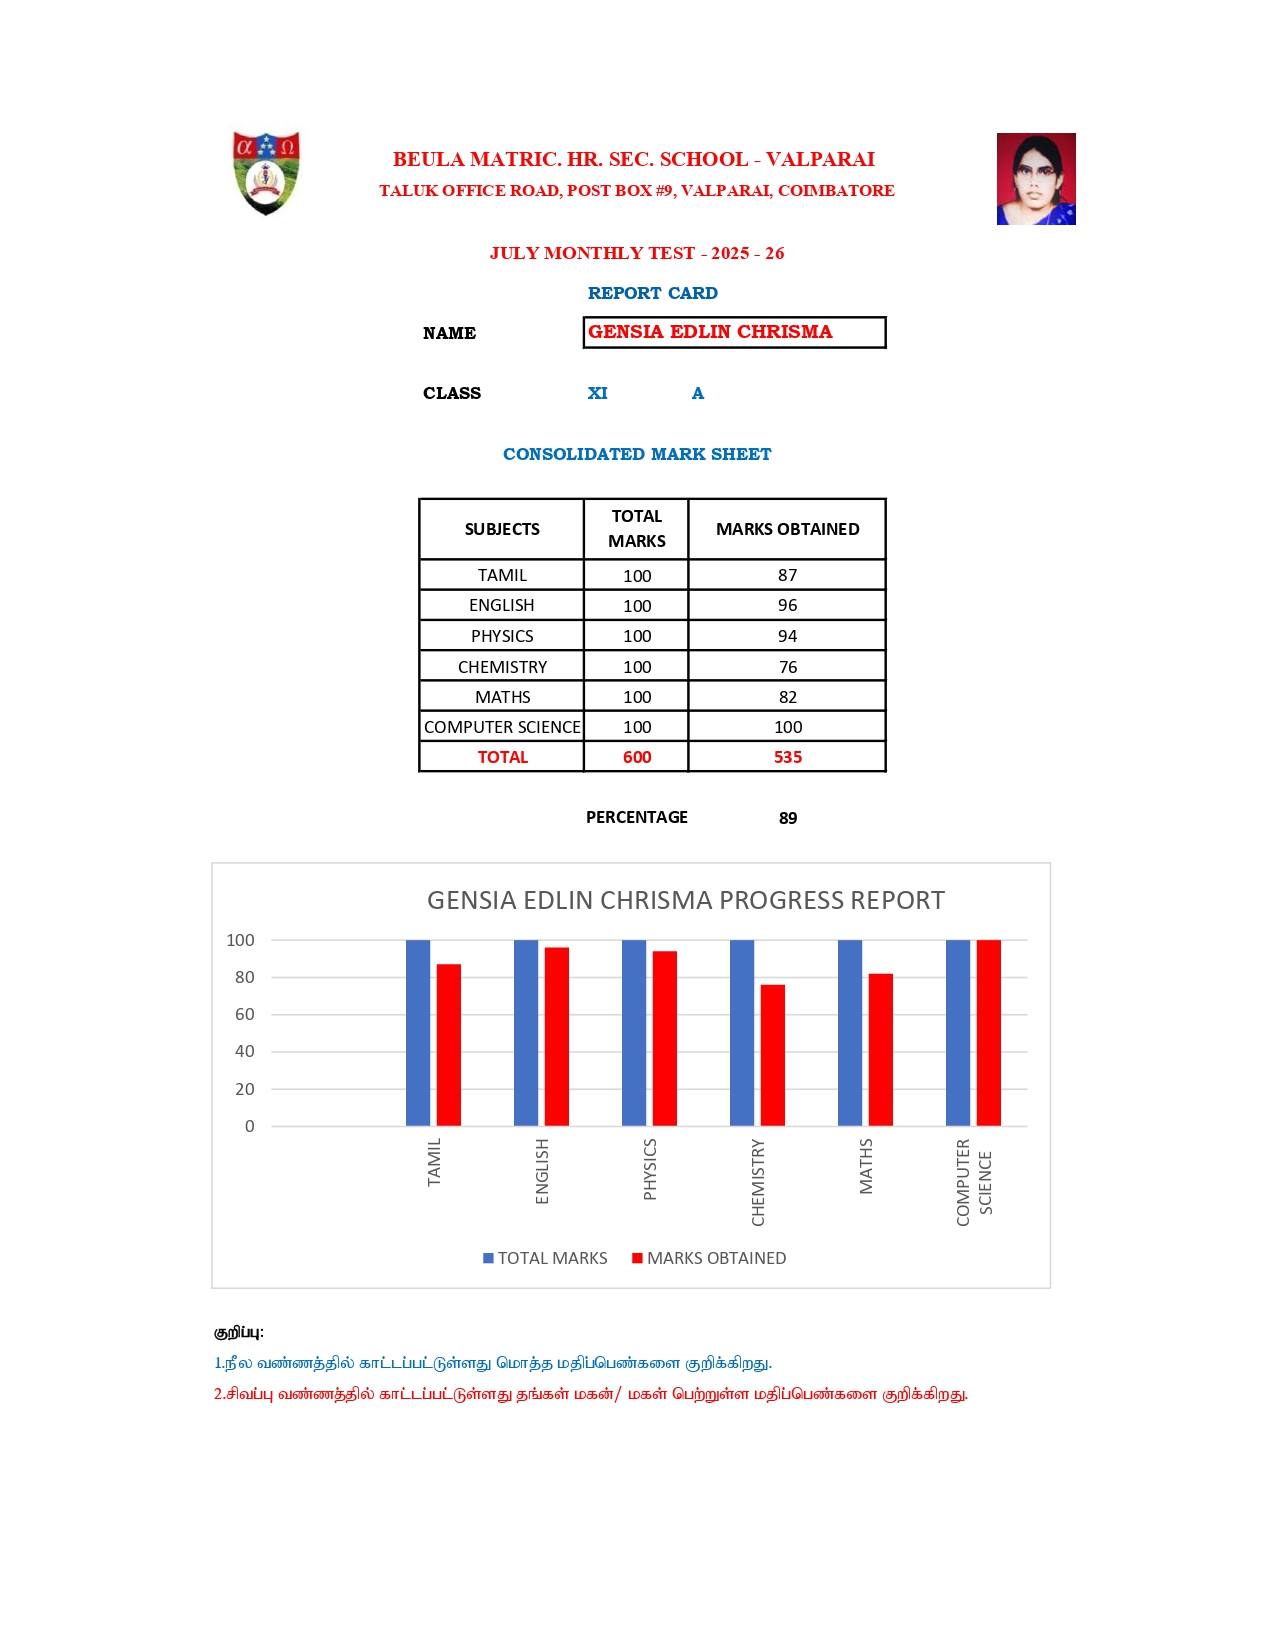 α Ω
BEULA MATRIC. HR. SEC. SCHOOL - VALPARAI
TALUK OFFICE ROAD, POST BOX #9, VALPARAI, COIMBATORE
JULY MONTHLY TEST - 2025 - 26
REPORT CARD
NAME GENSIA EDLIN CHRISMA
CLASS XI A
CONSOLIDATED MARK SHEET
SUBJECTS TOTAL MARKS MARKS OBTAINED
TAMIL 100 87
ENGLISH 100 96
PHYSICS 100 94
CHEMISTRY 100 76
MATHS 100 82
COMPUTER SCIENCE 100 100
TOTAL 600 535
PERCENTAGE 89
GENSIA EDLIN CHRISMA PROGRESS REPORT
100
80
60
40
20
0
TAMIL ENGLISH PHYSICS CHEMISTRY MATHS COMPUTER SCIENCE
TOTAL MARKS MARKS OBTAINED
குறிப்பு:
1.நீல வண்ணத்தில் காட்டப்பட்டுள்ளது மொத்த மதிப்பெண்களை குறிக்கிறது.
2.சிவப்பு வண்ணத்தில் காட்டப்பட்டுள்ளது தங்கள் மகன்/ மகள் பெற்றுள்ள மதிப்பெண்களை குறிக்கிறது.